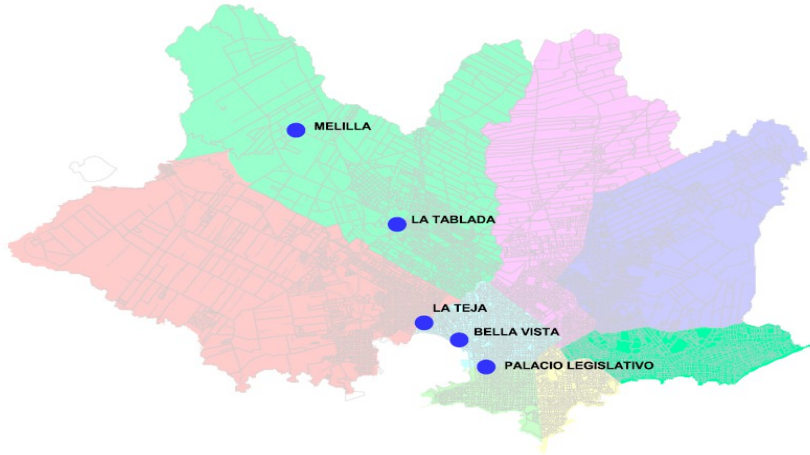 MELILLA
LA TABLADA
LA TEJA
BELLA VISTA
PALACIO LEGISLATIVO